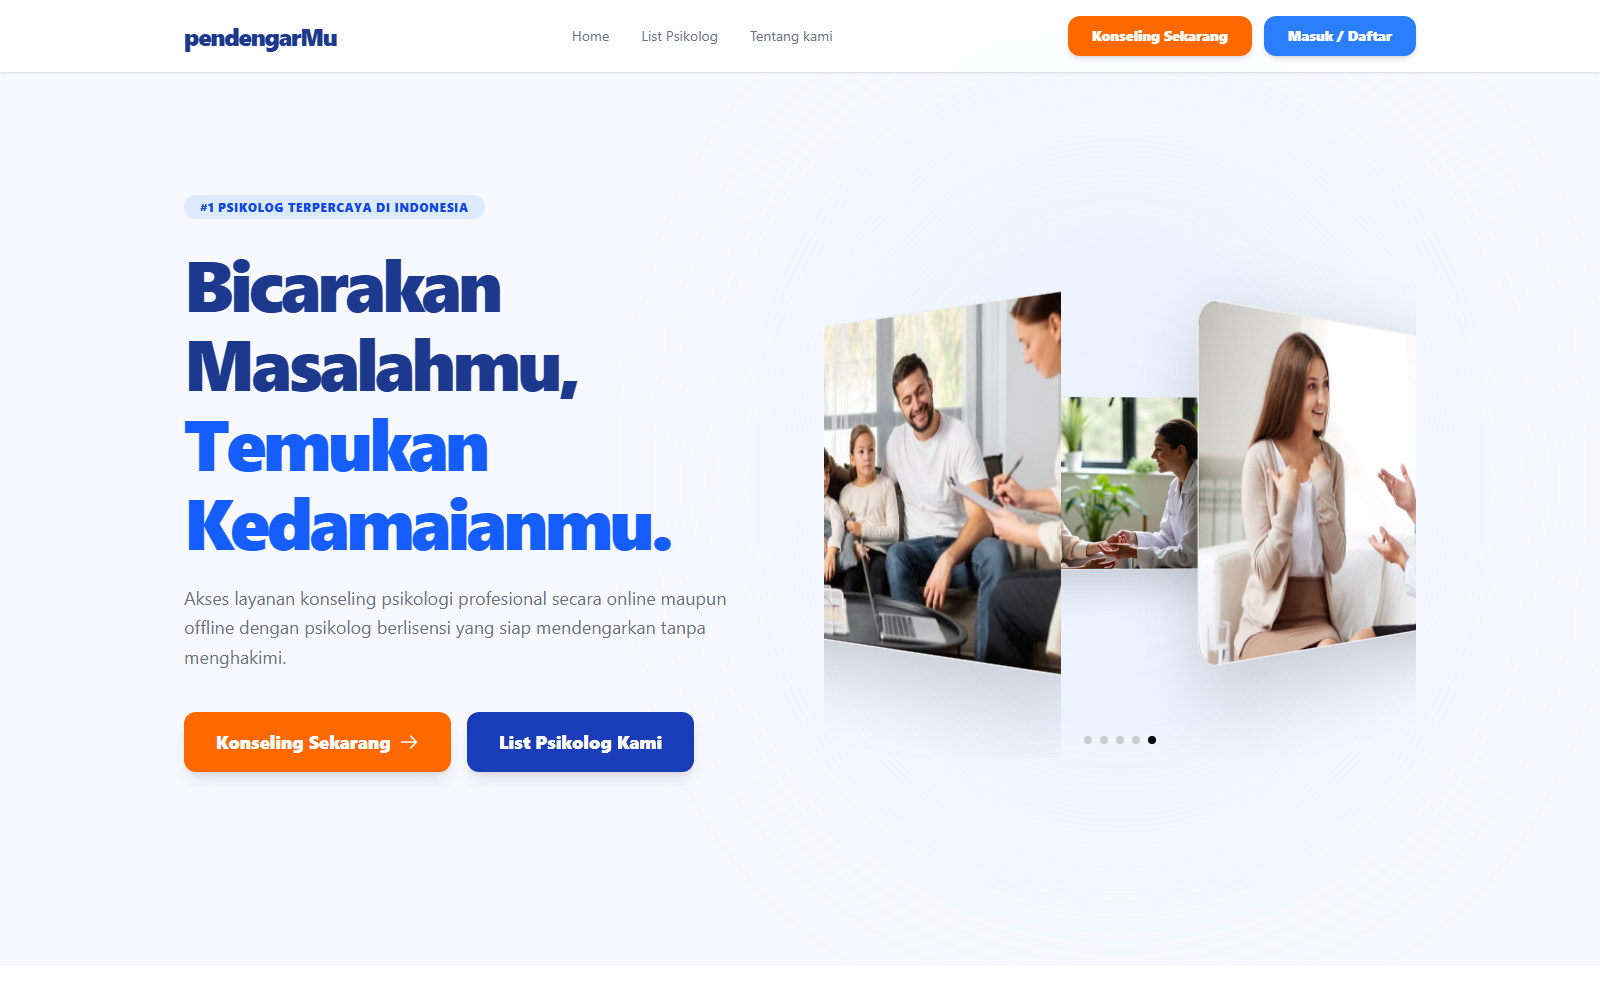 pendengarMu
Home
List Psikolog
Tentang kami
Konseling Sekarang
Masuk / Daftar
#1 PSIKOLOG TERPERCAYA DI INDONESIA
Bicarakan
Masalahmu,
Temukan
Kedamaianmu.
Akses layanan konseling psikologi profesional secara online maupun
offline dengan psikolog berlisensi yang siap mendengarkan tanpa
menghakimi.
Konseling Sekarang →
List Psikolog Kami